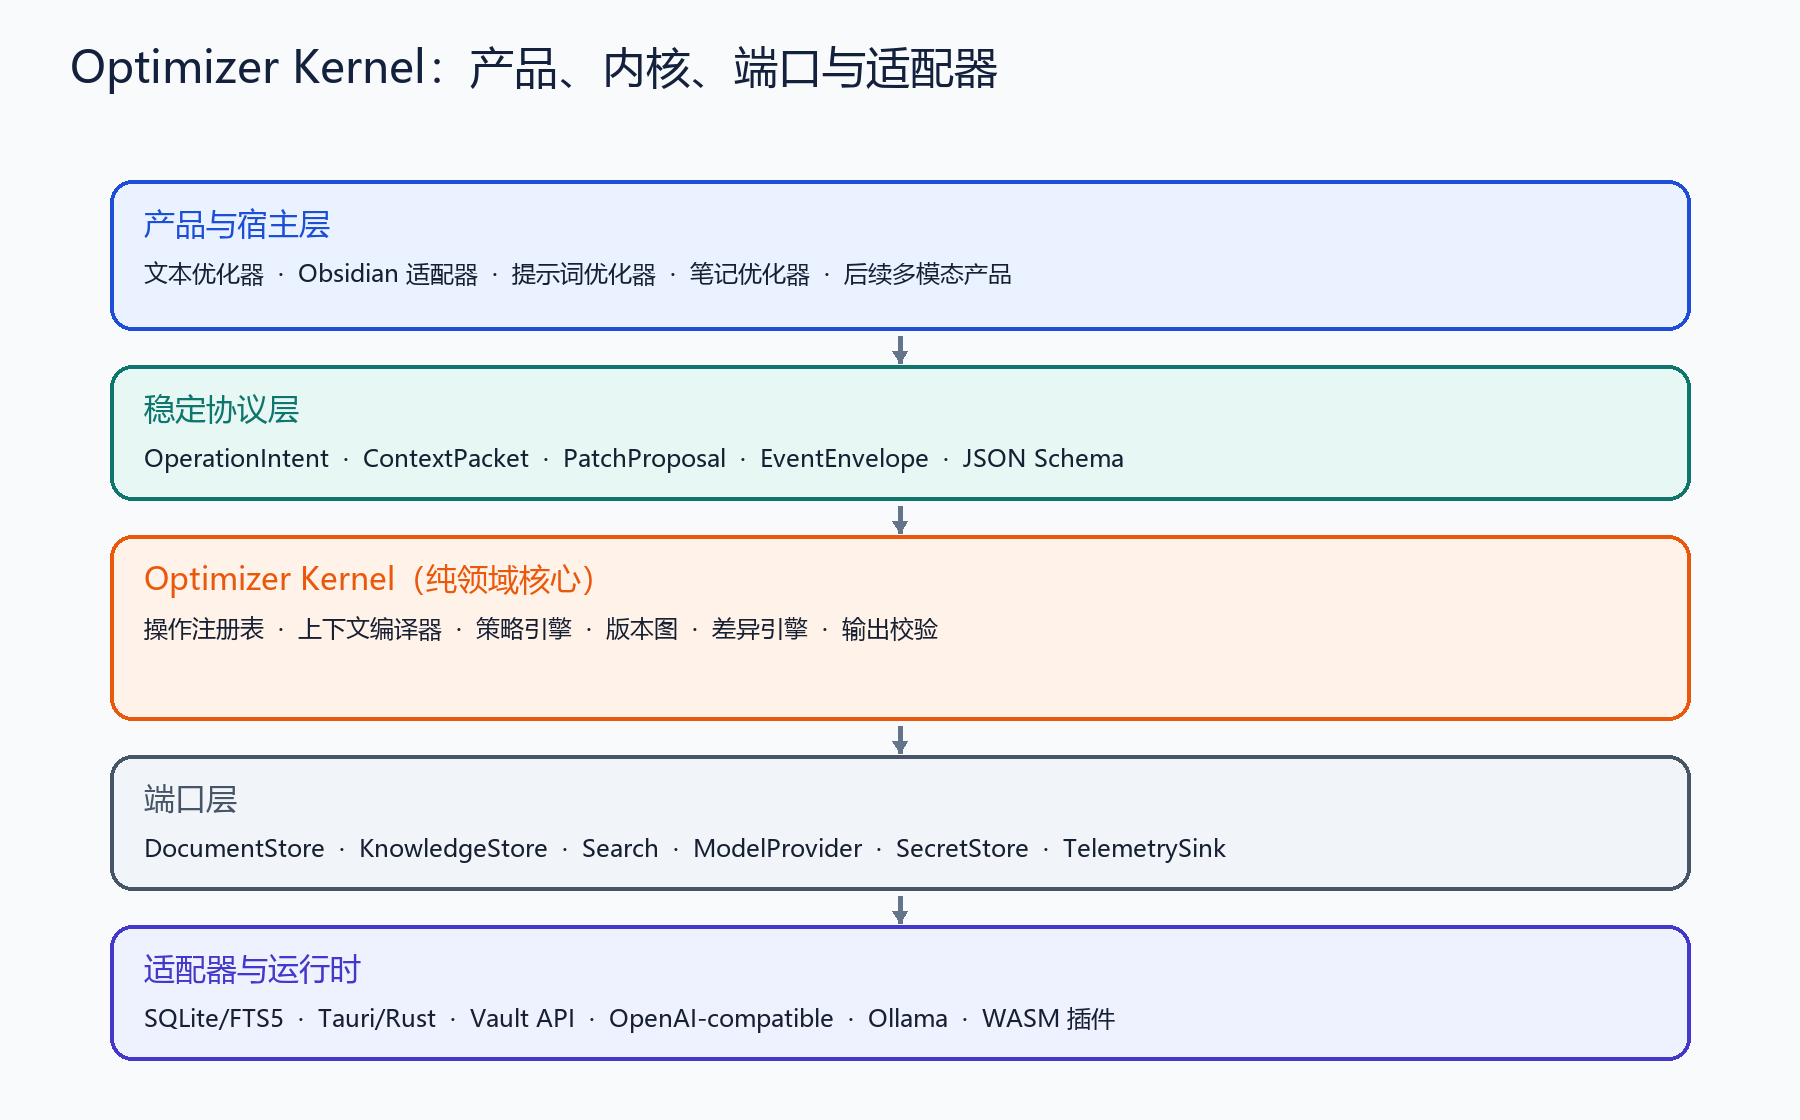 Optimizer Kernel：产品、内核、端口与适配器
产品与宿主层
文本优化器 · Obsidian 适配器 · 提示词优化器 · 笔记优化器 · 后续多模态产品
稳定协议层
OperationIntent · ContextPacket · PatchProposal · EventEnvelope · JSON Schema
Optimizer Kernel（纯领域核心）
操作注册表 · 上下文编译器 · 策略引擎 · 版本图 · 差异引擎 · 输出校验
端口层
DocumentStore · KnowledgeStore · Search · ModelProvider · SecretStore · TelemetrySink
适配器与运行时
SQLite/FTS5 · Tauri/Rust · Vault API · OpenAI-compatible · Ollama · WASM 插件